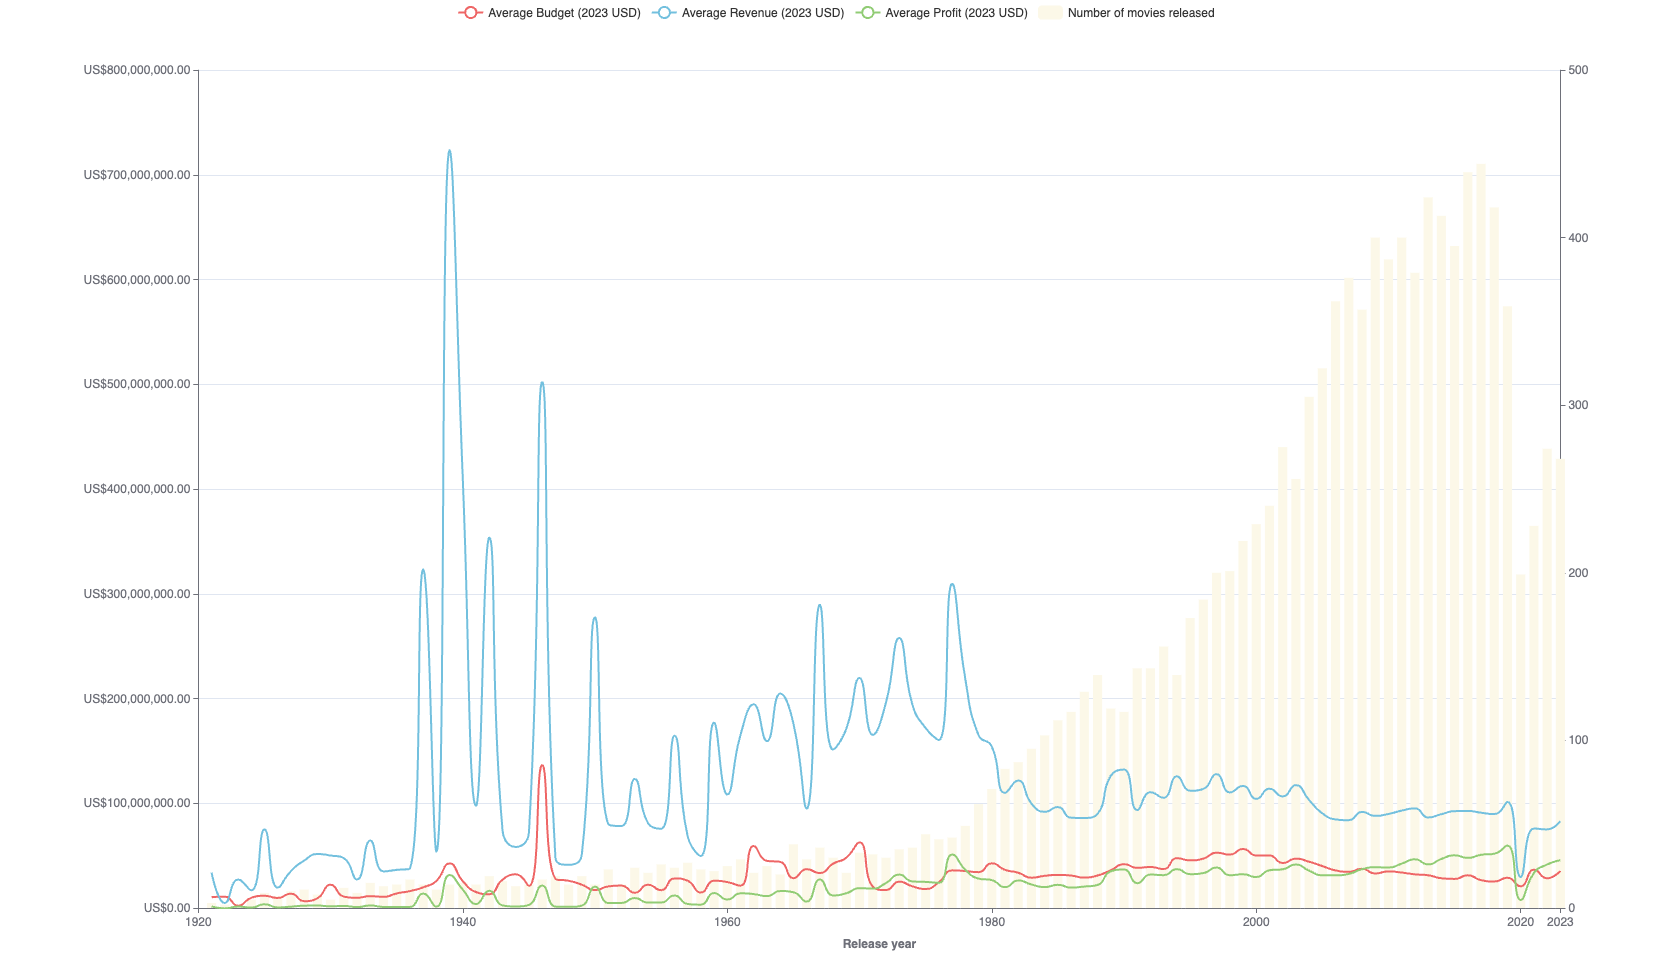 Average Budget (2023 USD) Average Revenue (2023 USD) Average Profit (2023 USD) Number of movies released
US$800,000,000.00 500
US$700,000,000.00
US$600,000,000.00 400
US$500,000,000.00 300
US$400,000,000.00
US$300,000,000.00 200
US$200,000,000.00 100
US$100,000,000.00
US$0.00 0
1920 1940 1960 1980 2000 2020 2023
Release year